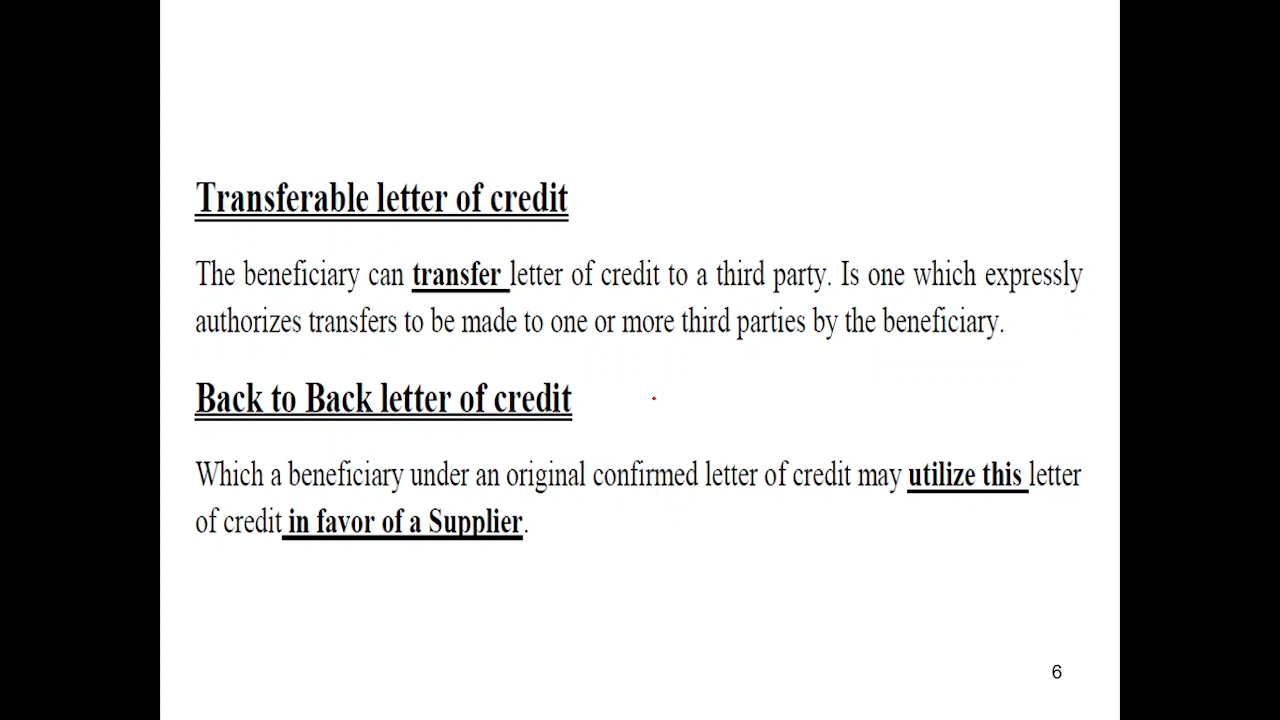 Transferable letter of credit
The beneficiary can transfer letter of credit to a third party. Is one which expressly
authorizes transfers to be made to one or more third parties by the beneficiary.
Back to Back letter of credit
Which a beneficiary under an original confirmed letter of credit may utilize this letter
of credit in favor of a Supplier.
6